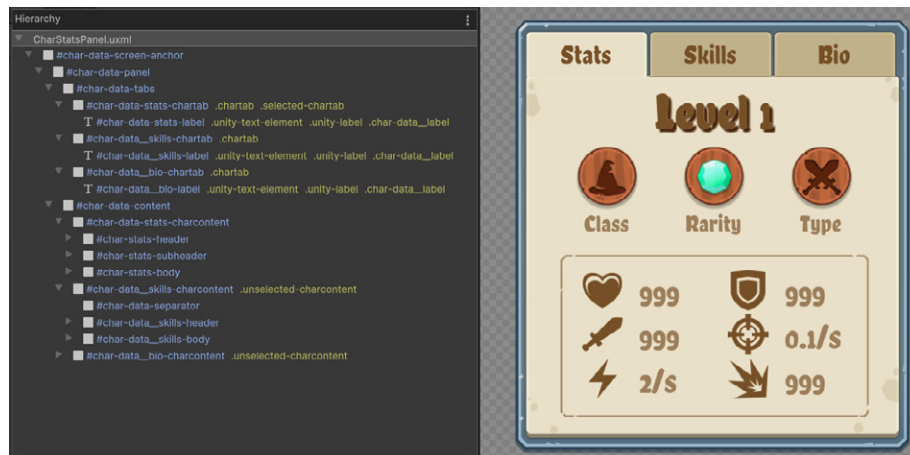 Hierarchy
CharStatsPanel.uxml
#char-data-screen-anchor
#char-data-panel
#char-data-tabs
#char-data-stats-chartab .chartab .selected-chartab
T #char-data-stats-label .unity-text-element .unity-label .char-data__label
#char-data__skills-chartab .chartab
T #char-data__skills-label .unity-text-element .unity-label .char-data__label
#char-data__bio-chartab .chartab
T #char-data__bio-label .unity-text-element .unity-label .char-data__label
#char-data-content
#char-data-stats-charcontent
#char-stats-header
#char-stats-subheader
#char-stats-body
#char-data__skills-charcontent .unselected-charcontent
#char-data-separator
#char-data__skills-header
#char-data__skills-body
#char-data__bio-charcontent .unselected-charcontent
Stats Skills Bio
Level 1
Class Rarity Type
999 999
999 0.1/S
2/S 999